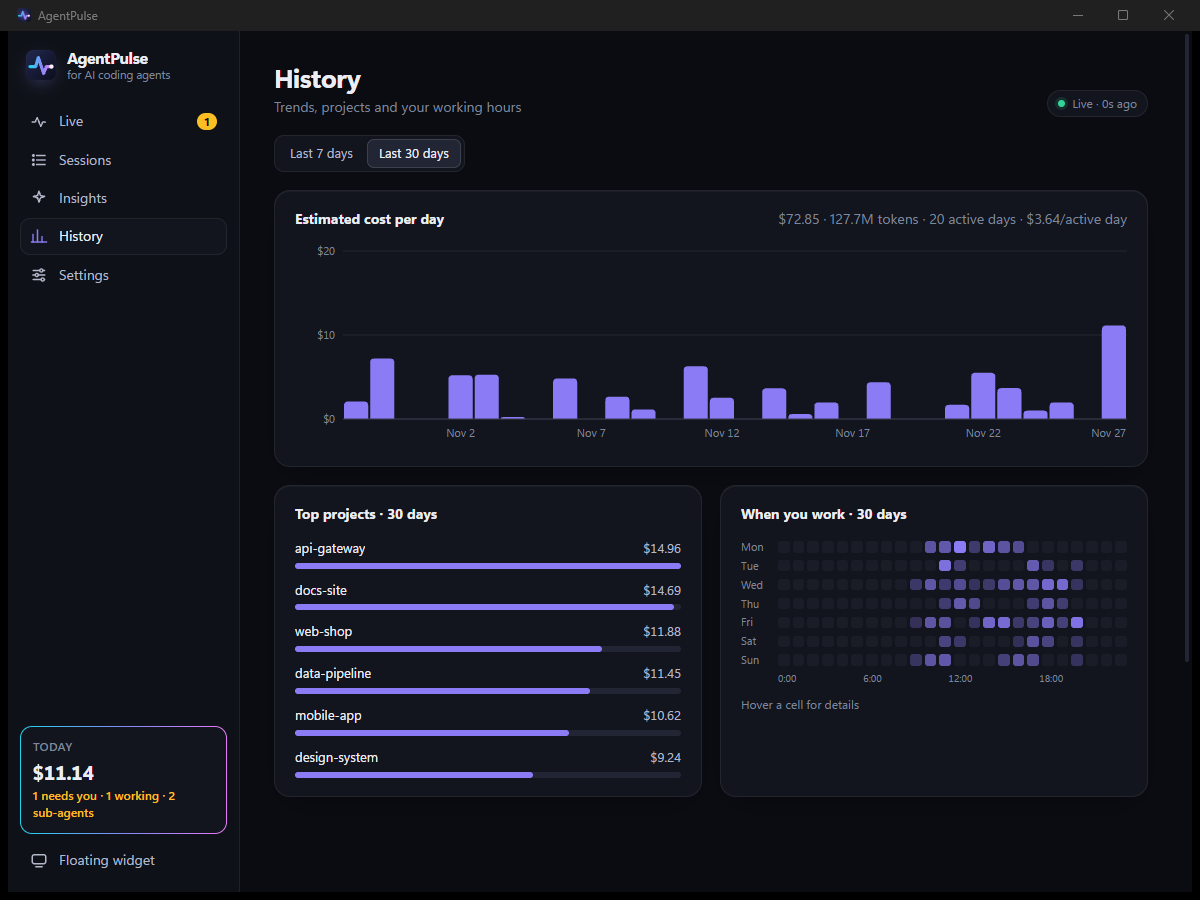 AgentPulse
AgentPulse
for AI coding agents
Live
1
Sessions
Insights
History
Settings
TODAY
$11.14
1 needs you · 1 working · 2
sub-agents
Floating widget
History
Trends, projects and your working hours
Live · 0s ago
Last 7 days
Last 30 days
Estimated cost per day
$72.85 · 127.7M tokens · 20 active days · $3.64/active day
$20
$10
$0
Nov 2
Nov 7
Nov 12
Nov 17
Nov 22
Nov 27
Top projects · 30 days
api-gateway $14.96
docs-site $14.69
web-shop $11.88
data-pipeline $11.45
mobile-app $10.62
design-system $9.24
When you work · 30 days
Mon
Tue
Wed
Thu
Fri
Sat
Sun
0:00
6:00
12:00
18:00
Hover a cell for details